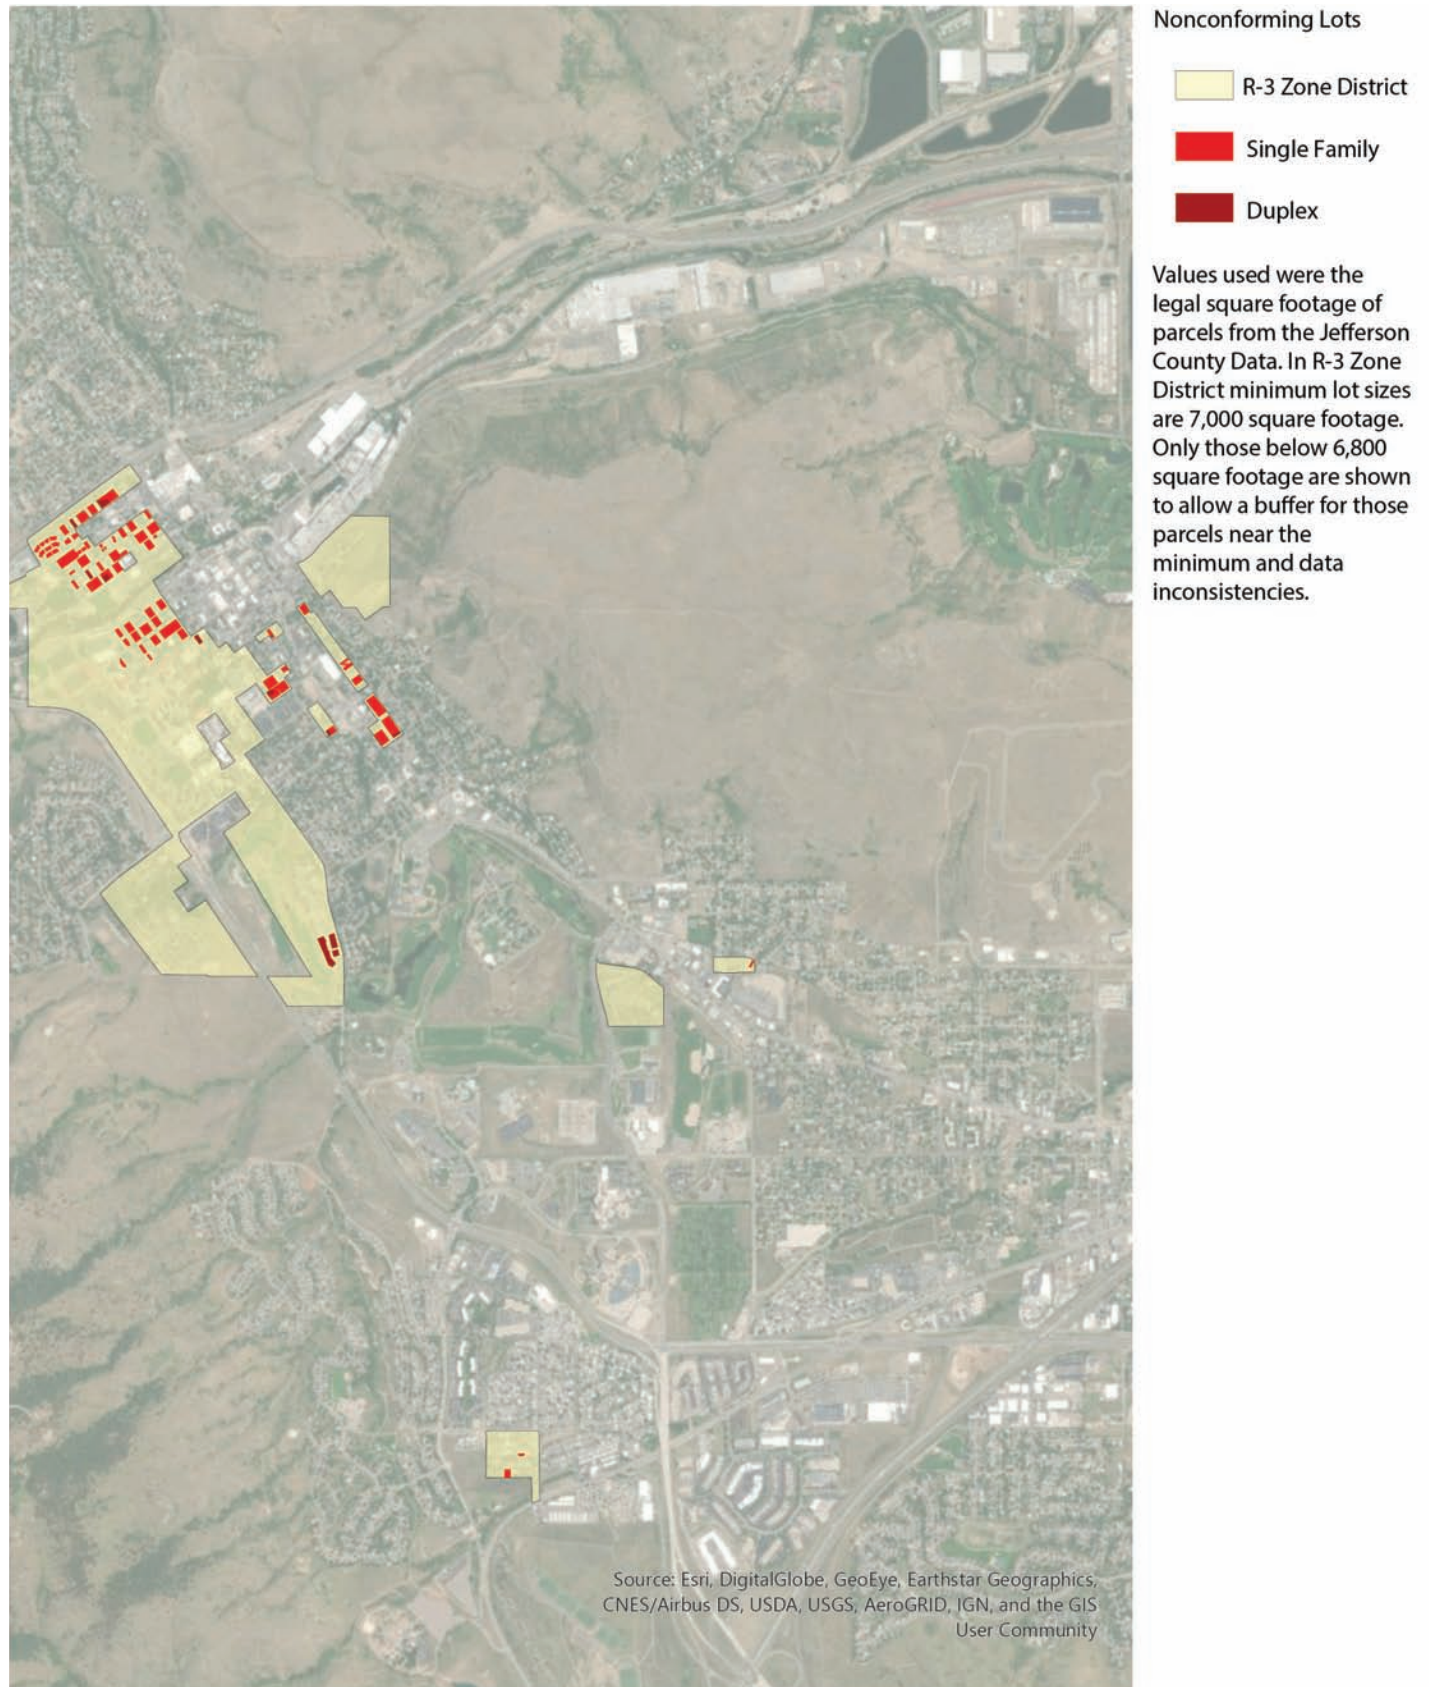 Nonconforming Lots
R-3 Zone District
Single Family
Duplex
Values used were the
legal square footage of
parcels from the Jefferson
County Data. In R-3 Zone
District minimum lot sizes
are 7,000 square footage.
Only those below 6,800
square footage are shown
to allow a buffer for those
parcels near the
minimum and data
inconsistencies.
Source: Esri, DigitalGlobe, GeoEye, Earthstar Geographics,
CNES/Airbus DS, USDA, USGS, AeroGRID, IGN, and the GIS
User Community